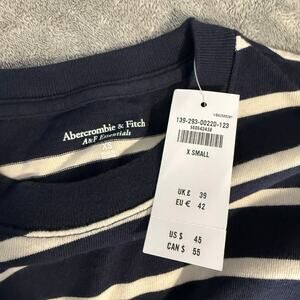 Abercrombie & Fitch
A&F Essentials
XS
139-293-00220-123
X SMALL
UK £ 39
EU € 42
US $ 45
CAN $ 55